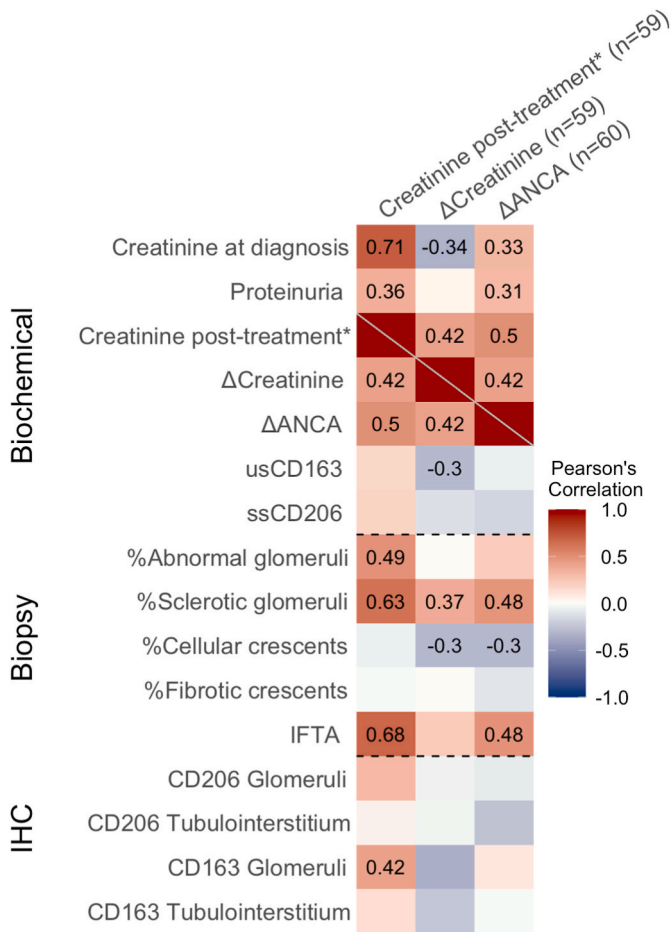 Creatinine post-treatment* (n=59)
ΔCreatinine (n=59)
ΔANCA (n=60)
Biochemical
Creatinine at diagnosis 0.71 -0.34 0.33
Proteinuria 0.36 0.31
Creatinine post-treatment* 0.42 0.5
ΔCreatinine 0.42 0.42
ΔANCA 0.5 0.42
usCD163 -0.3
ssCD206
Biopsy
%Abnormal glomeruli 0.49
%Sclerotic glomeruli 0.63 0.37 0.48
%Cellular crescents -0.3 -0.3
%Fibrotic crescents
IFTA 0.68 0.48
IHC
CD206 Glomeruli
CD206 Tubulointerstitium
CD163 Glomeruli 0.42
CD163 Tubulointerstitium
Pearson's
Correlation
1.0
0.5
0.0
-0.5
-1.0